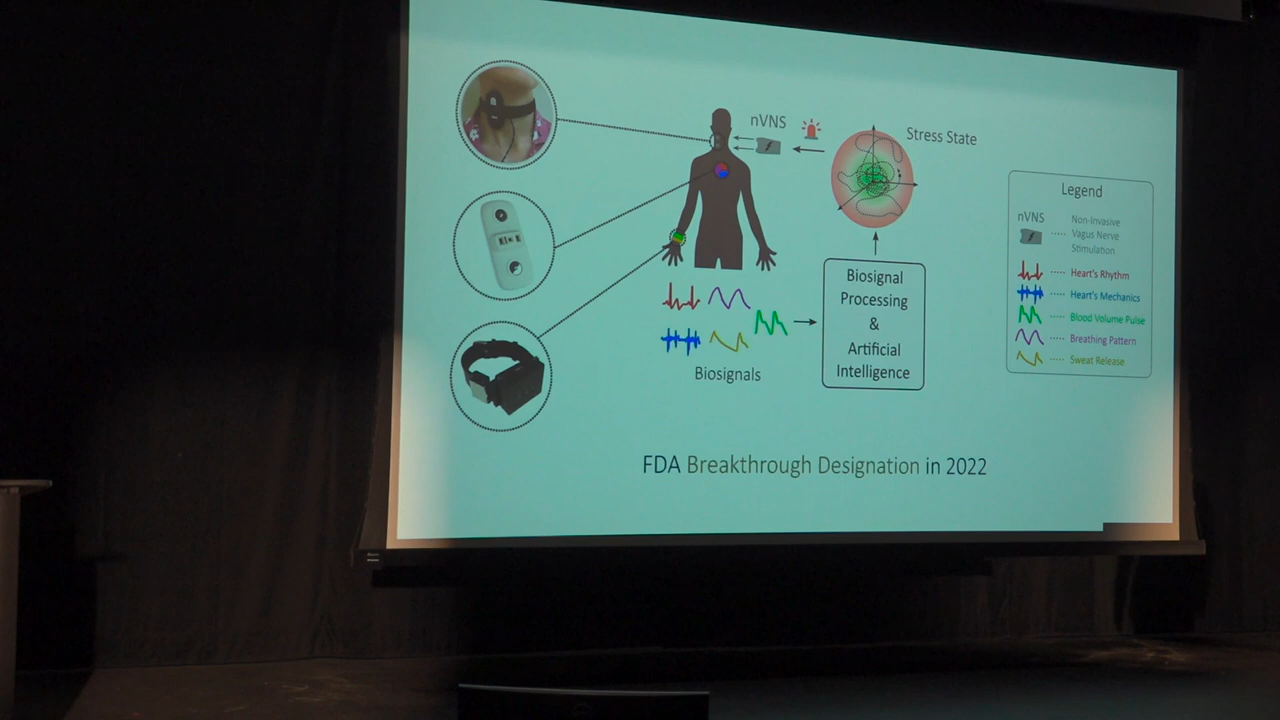 nVNS
Stress State
Legend
nVNS
Non-Invasive
Vagus Nerve
Stimulation
Heart's Rhythm
Heart's Mechanics
Blood Volume Pulse
Breathing Pattern
Sweat Release
Biosignal
Processing
&
Artificial
Intelligence
Biosignals
FDA Breakthrough Designation in 2022